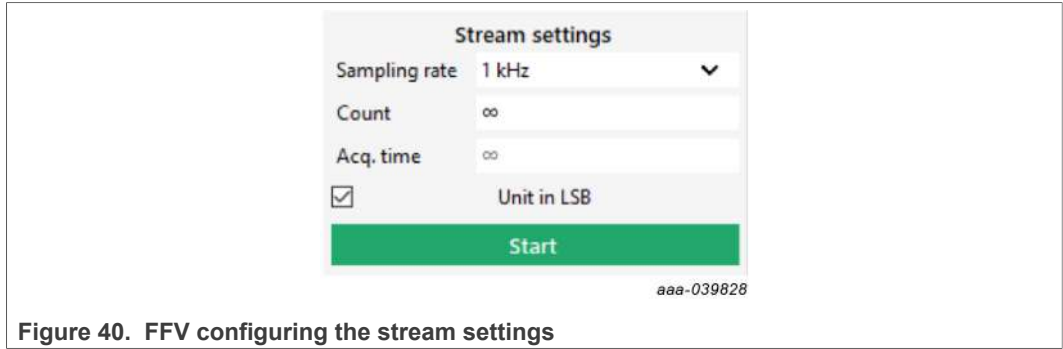 Stream settings
Sampling rate 1 kHz
Count ∞
Acq. time ∞
Unit in LSB
Start
aaa-039828
Figure 40. FFV configuring the stream settings